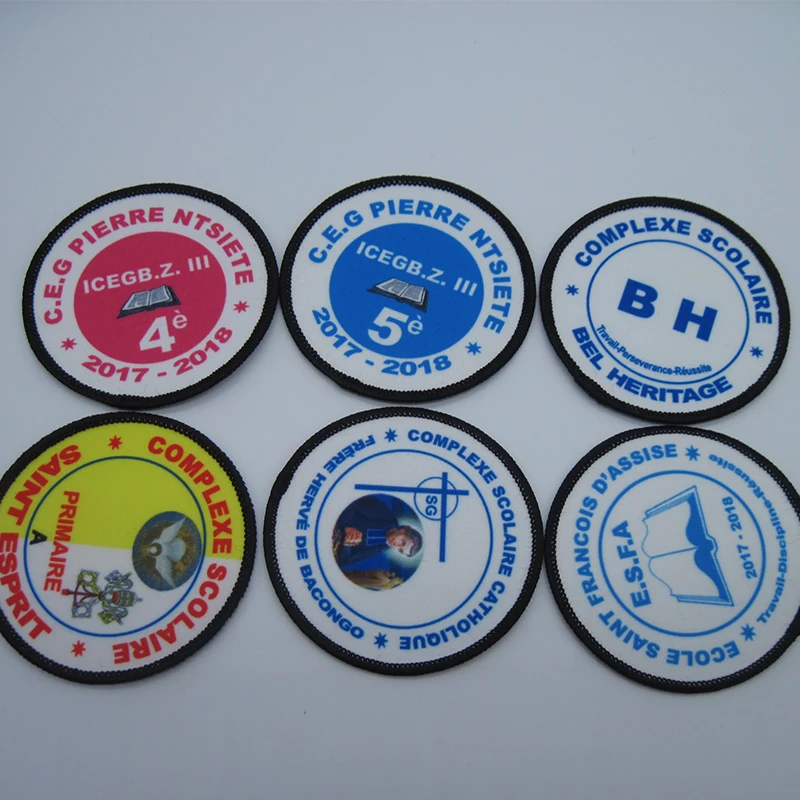 C.E.G PIERRE NTSIETE
ICEGB.Z. III
4è
2017 - 2018
C.E.G PIERRE NTSIETE
ICEGB.Z. III
5è
2017 - 2018
COMPLEXE SCOLAIRE
B H
Travail-Perseverance-Réussite
BEL HERITAGE
COMPLEXE SCOLAIRE
SAINT ESPRIT
PRIMAIRE
A
COMPLEXE SCOLAIRE CATHOLIQUE
FRÈRE HERVÉ DE BACONGO
SG
ECOLE SAINT FRANCOIS D'ASSISE
E.S.F.A
2017 - 2018
Travail-Discipline-Réussite